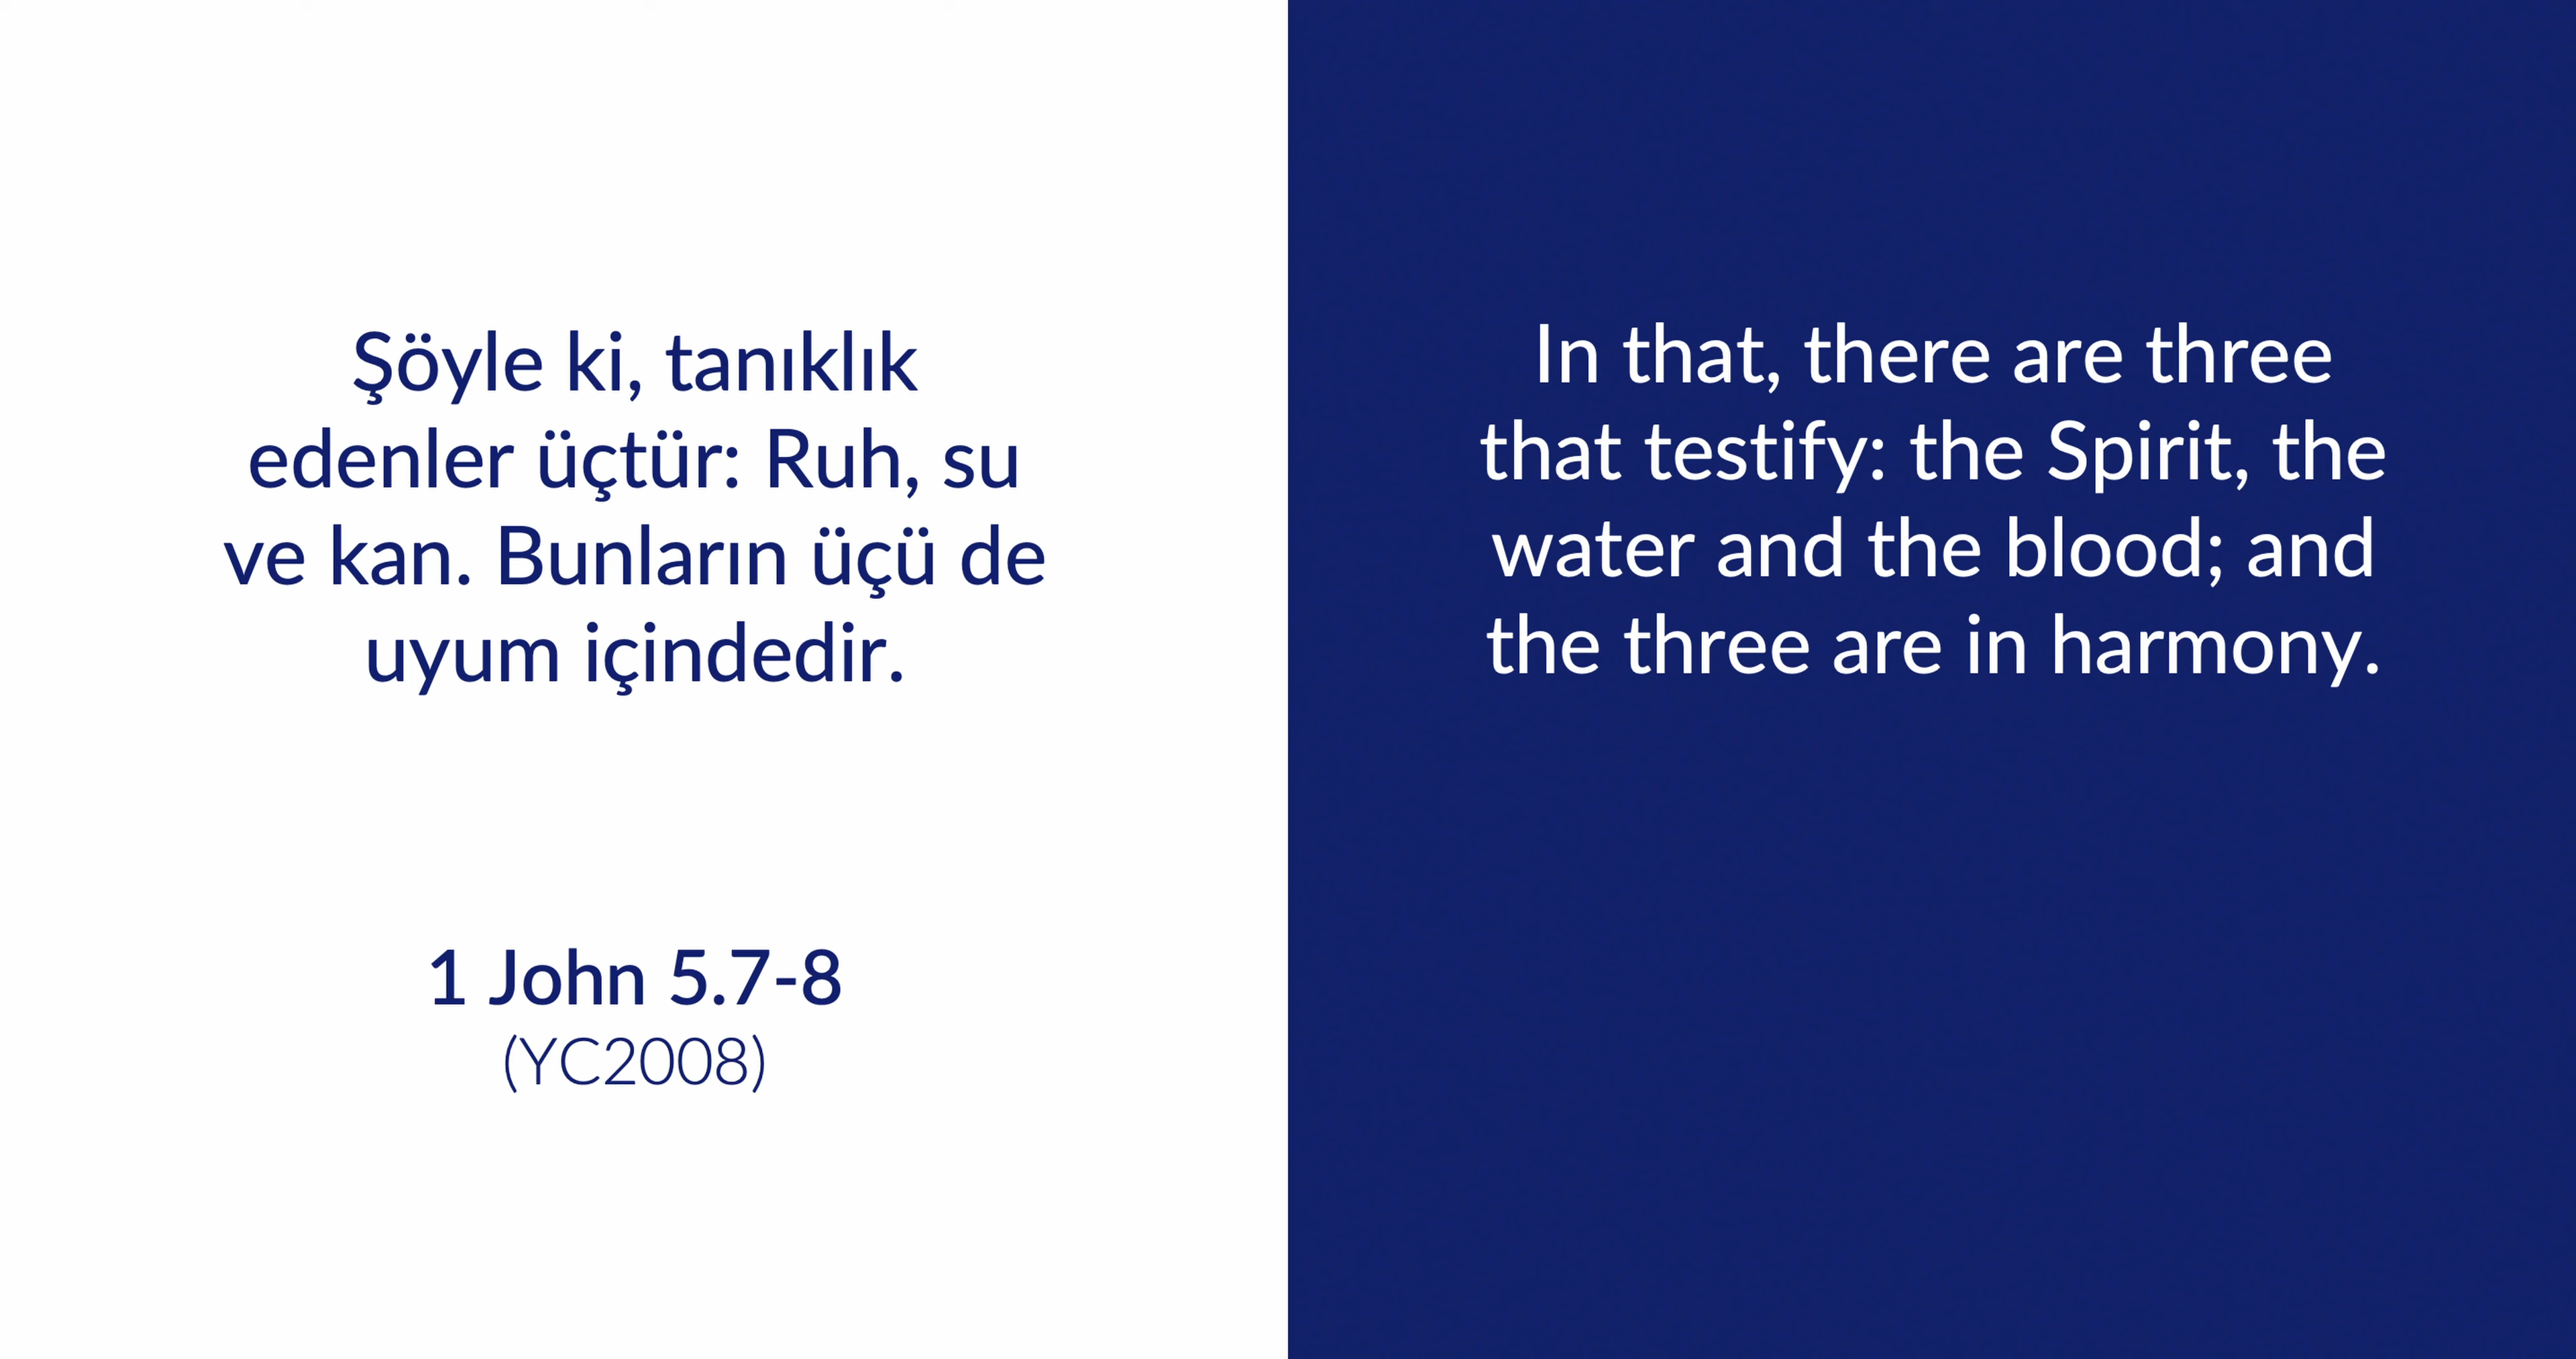 Şöyle ki, tanıklık
edenler üçtür: Ruh, su
ve kan. Bunların üçü de
uyum içindedir.
1 John 5.7-8
(YC2008)
In that, there are three
that testify: the Spirit, the
water and the blood; and
the three are in harmony.